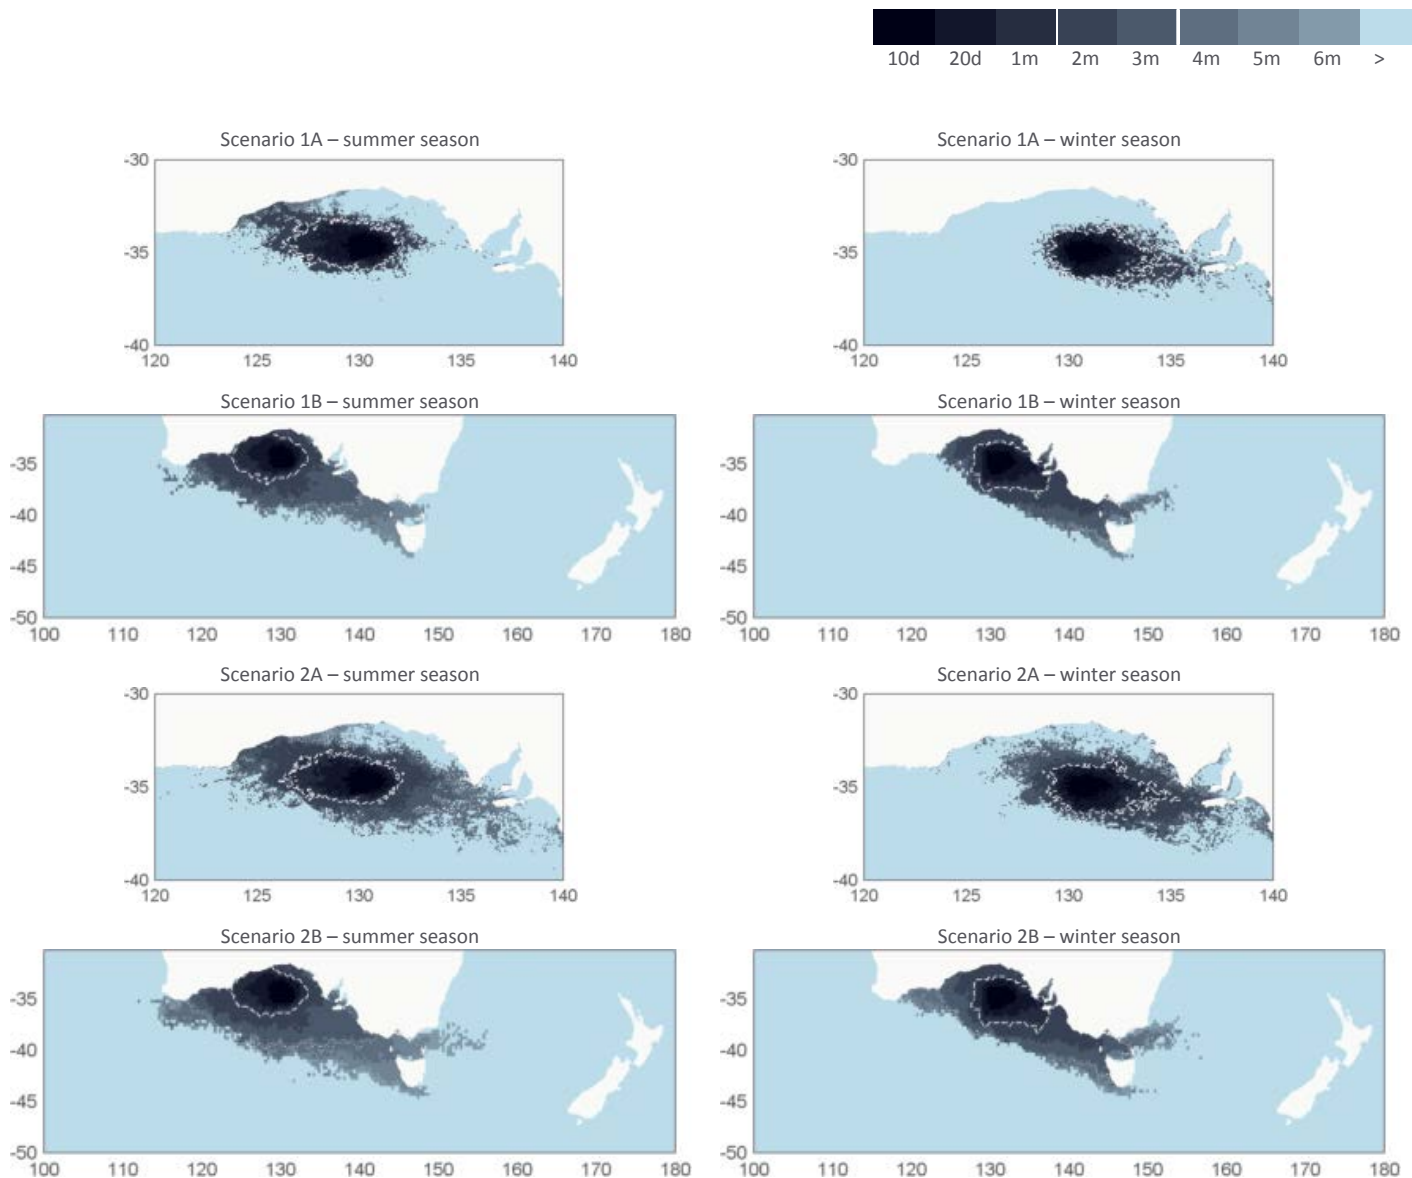 10d 20d 1m 2m 3m 4m 5m 6m >
Scenario 1A – summer season
Scenario 1A – winter season
-30
-35
-40
120 125 130 135 140
-30
-35
-40
120 125 130 135 140
Scenario 1B – summer season
Scenario 1B – winter season
-35
-40
-45
-50
100 110 120 130 140 150 160 170 180
-35
-40
-45
-50
100 110 120 130 140 150 160 170 180
Scenario 2A – summer season
Scenario 2A – winter season
-30
-35
-40
120 125 130 135 140
-30
-35
-40
120 125 130 135 140
Scenario 2B – summer season
Scenario 2B – winter season
-35
-40
-45
-50
100 110 120 130 140 150 160 170 180
-35
-40
-45
-50
100 110 120 130 140 150 160 170 180